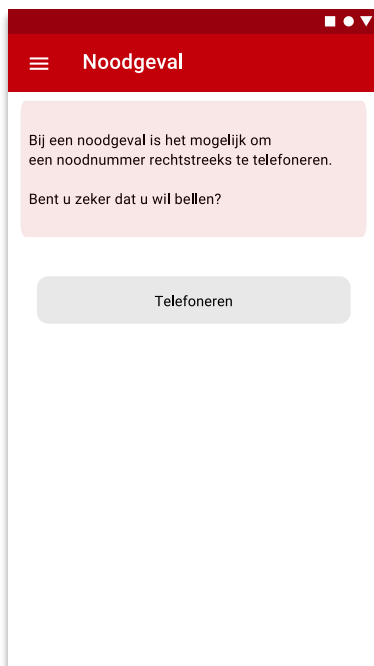 Noodgeval
Bij een noodgeval is het mogelijk om
een noodnummer rechtstreeks te telefoneren.
Bent u zeker dat u wil bellen?
Telefoneren